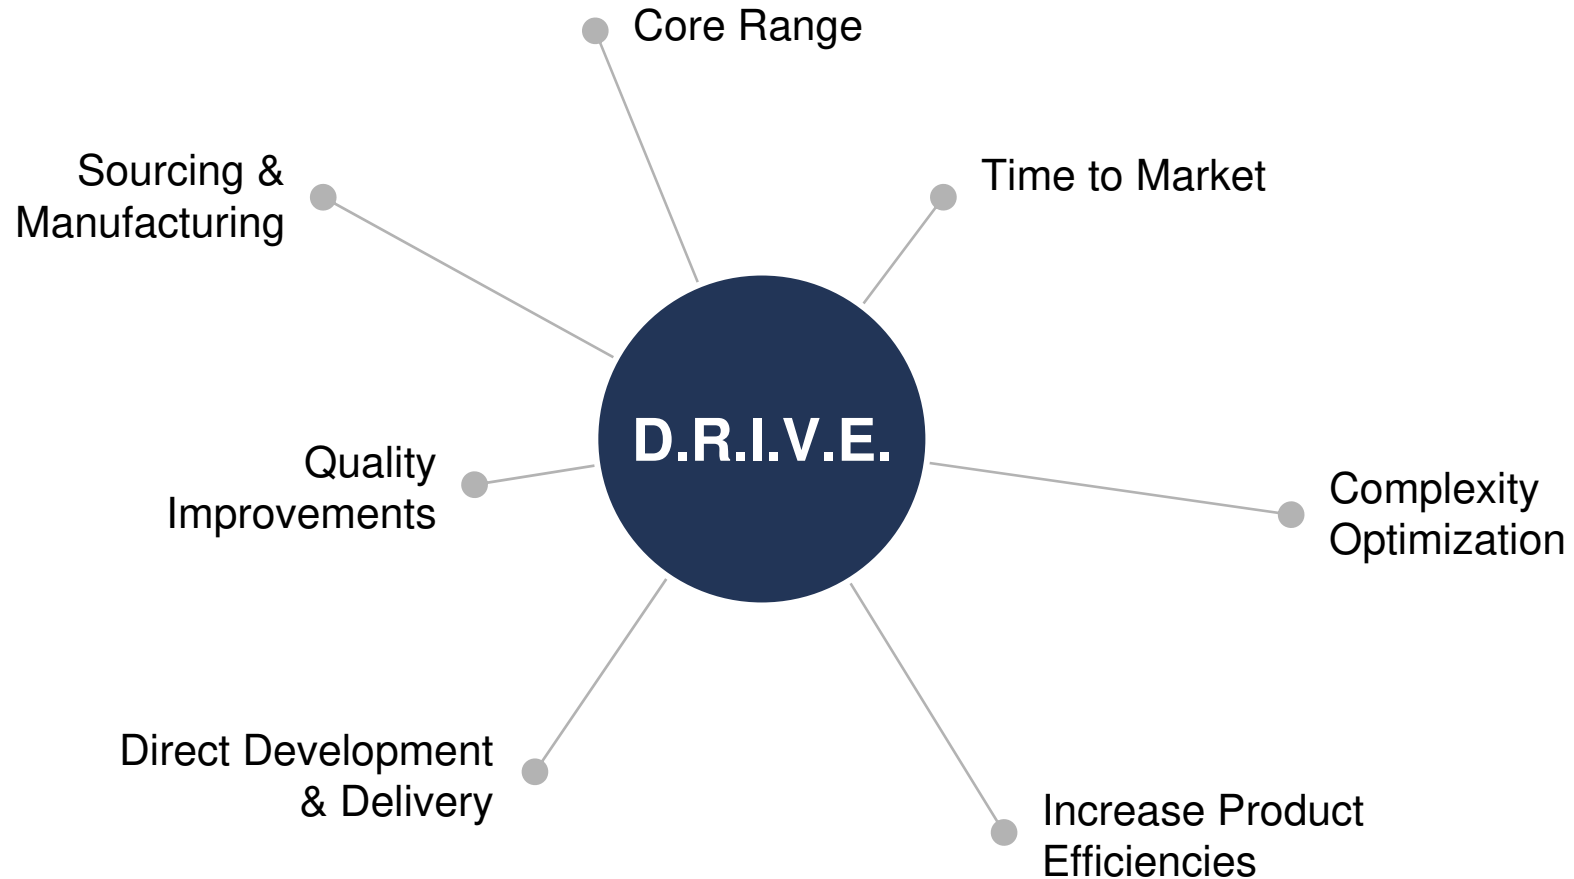 Core Range
Sourcing &
Manufacturing
Time to Market
D.R.I.V.E.
Quality
Improvements
Complexity
Optimization
Direct Development
& Delivery
Increase Product
Efficiencies